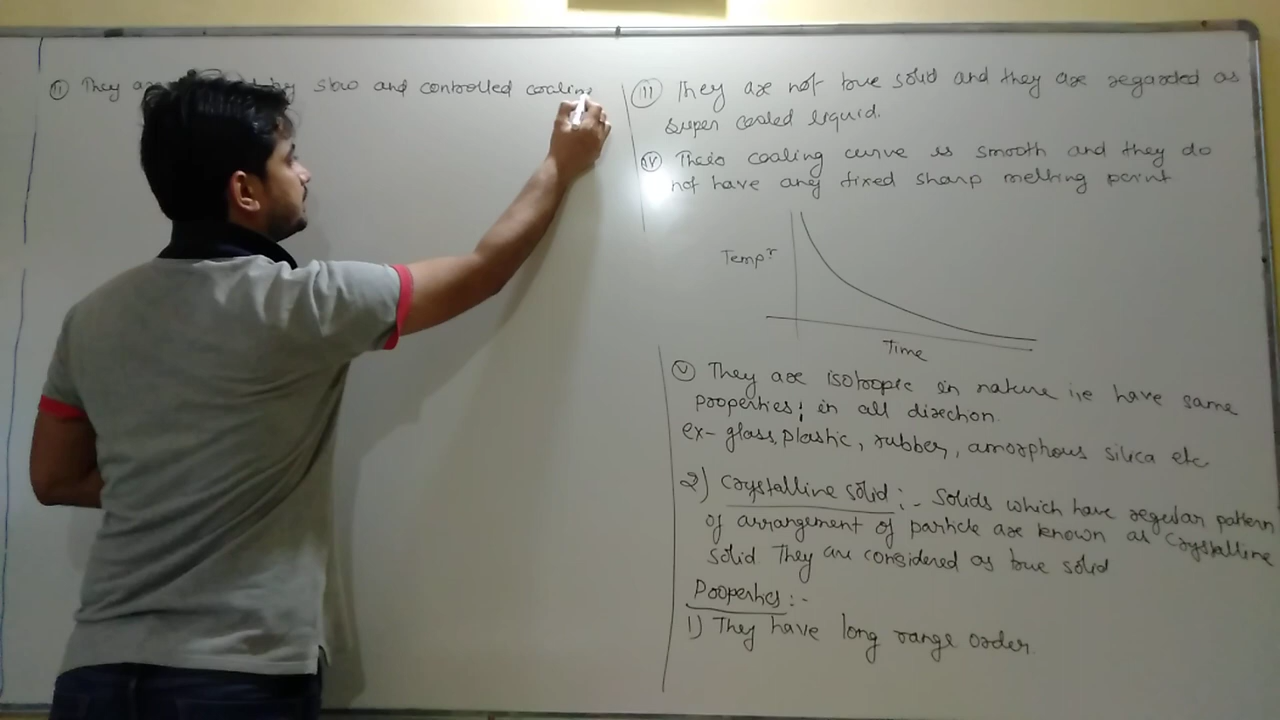 (II) They by slow and controlled cooling
(III) They are not true solid and they are regarded as
super cooled liquid.
(IV) Their cooling curve is smooth and they do
not have any fixed sharp melting point
Tempr
Time
(V) They are isotropic in nature i,e have same
properties; in all direction.
ex- glass, plastic, rubber, amorphous silica etc
2) Crystalline solid :- Solids which have regular pattern
of arrangement of particle are known as Crystalline
solid They are considered as true solid
Properties :-
1) They have long range order